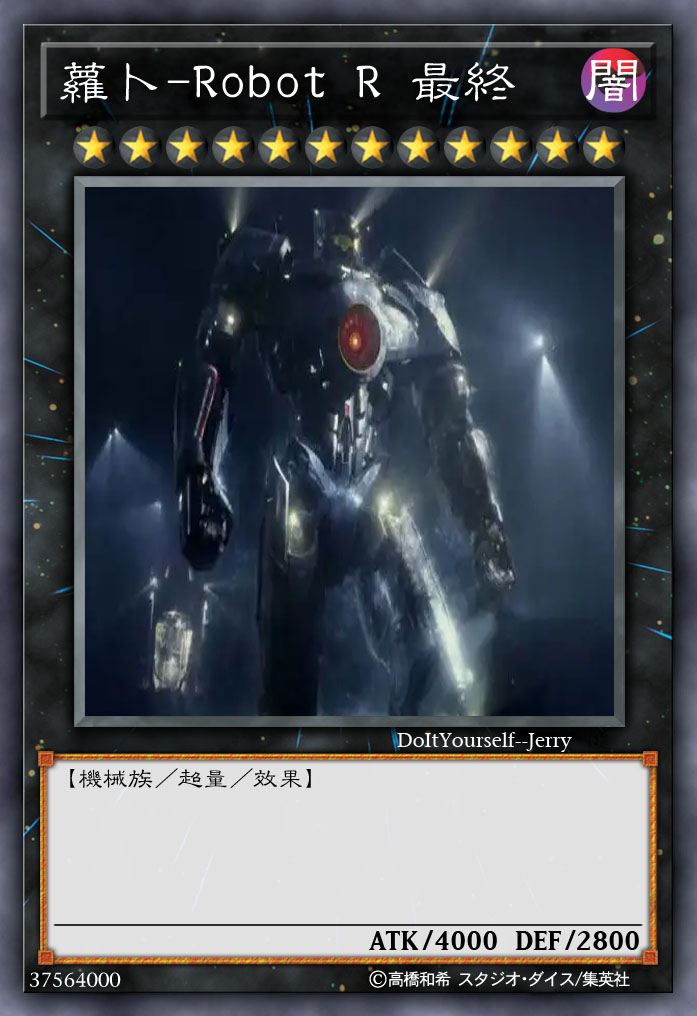 蘿卜-Robot R 最終
闇
DoItYourself--Jerry
【機械族／超量／效果】
ATK/4000 DEF/2800
37564000
©高橋和希 スタジオ・ダイス/集英社